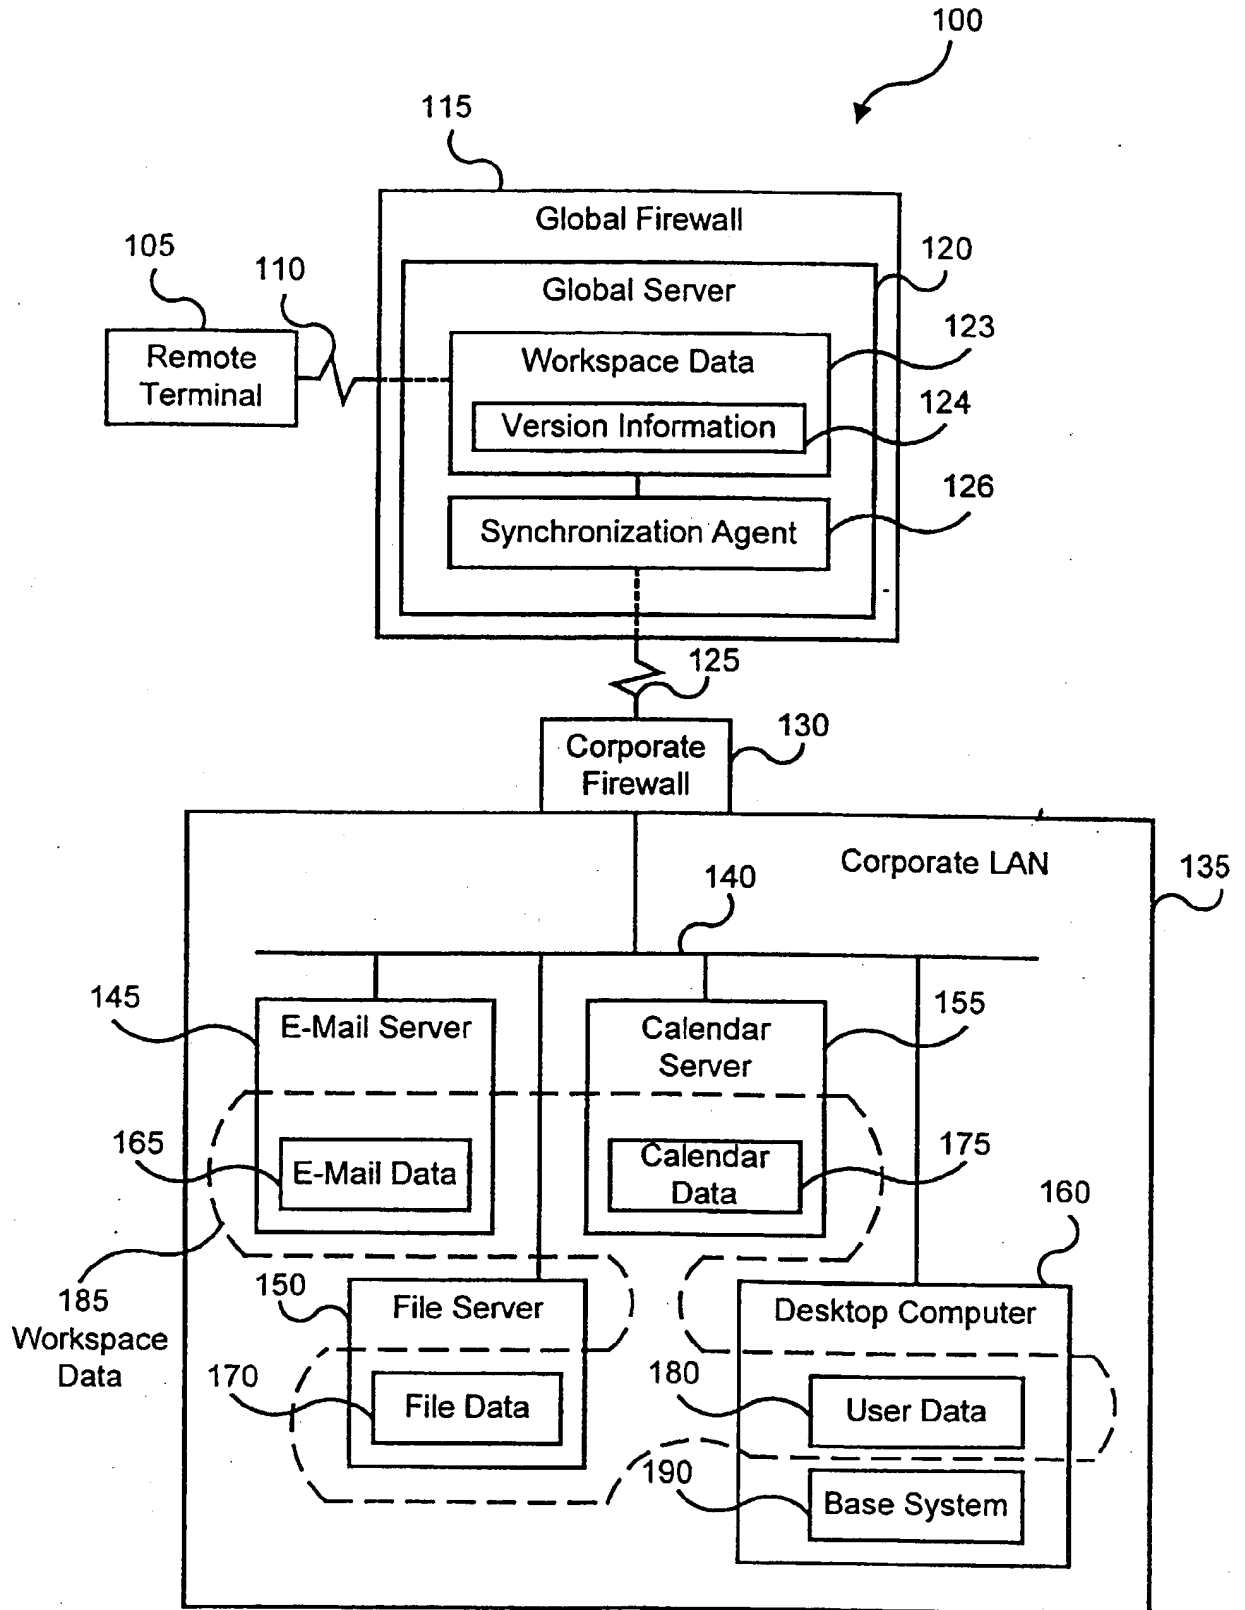 100
115
Global Firewall
105
110
120
Global Server
123
Remote
Terminal
Workspace Data
124
Version Information
126
Synchronization Agent
125
130
Corporate
Firewall
Corporate LAN
135
140
145
155
E-Mail Server
Calendar
Server
165
175
E-Mail Data
Calendar
Data
160
185
Workspace
Data
150
File Server
Desktop Computer
170
180
File Data
User Data
190
Base System